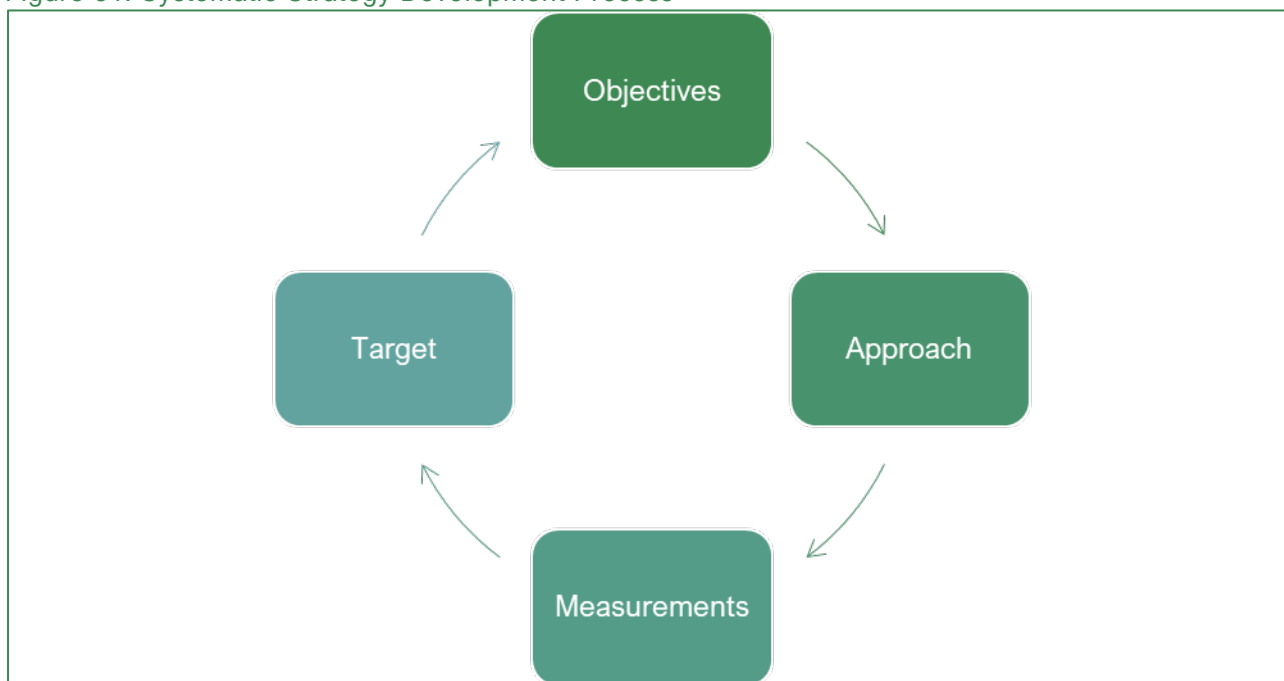 Systematic Strategy Development Process
Objectives
Target
Approach
Measurements